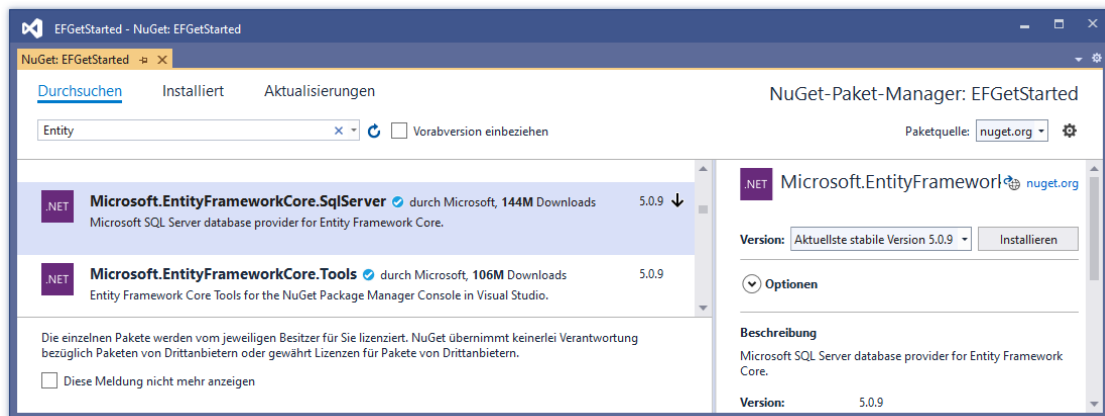 EFGetStarted - NuGet: EFGetStarted
NuGet: EFGetStarted
Durchsuchen Installiert Aktualisierungen
NuGet-Paket-Manager: EFGetStarted
Entity
Vorabversion einbeziehen
Paketquelle: nuget.org
.NET
Microsoft.EntityFrameworkCore.SqlServer durch Microsoft, 144M Downloads 5.0.9
Microsoft SQL Server database provider for Entity Framework Core.
.NET
Microsoft.EntityFrameworkCore.Tools durch Microsoft, 106M Downloads 5.0.9
Entity Framework Core Tools for the NuGet Package Manager Console in Visual Studio.
Die einzelnen Pakete werden vom jeweiligen Besitzer für Sie lizenziert. NuGet übernimmt keinerlei Verantwortung
bezüglich Paketen von Drittanbietern oder gewährt Lizenzen für Pakete von Drittanbietern.
Diese Meldung nicht mehr anzeigen
.NET
Microsoft.EntityFramework nuget.org
Version: Aktuellste stabile Version 5.0.9 Installieren
Optionen
Beschreibung
Microsoft SQL Server database provider for Entity Framework
Core.
Version: 5.0.9